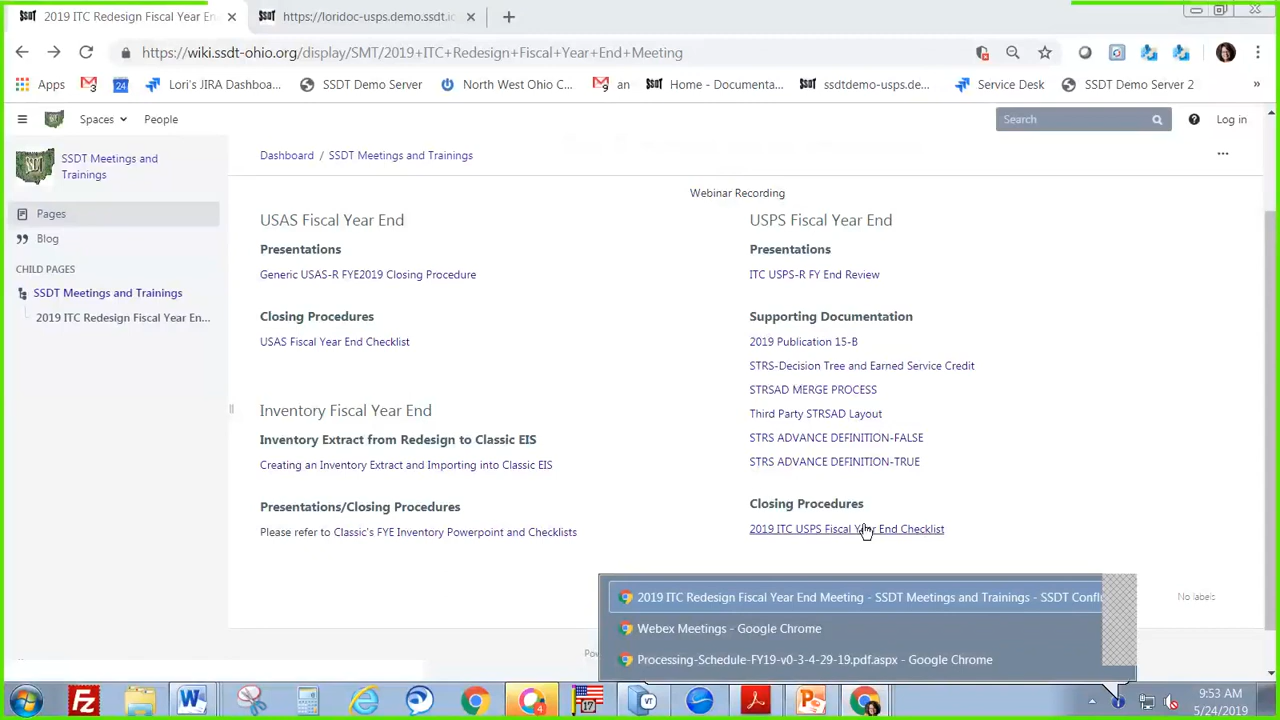 2019 ITC Redesign Fiscal Year En
https://loridoc-usps.demo.ssdt.io
https://wiki.ssdt-ohio.org/display/SMT/2019+ITC+Redesign+Fiscal+Year+End+Meeting
Apps
Lori's JIRA Dashboa...
SSDT Demo Server
North West Ohio C...
an
Home - Documenta...
ssdtdemo-usps.de...
Service Desk
SSDT Demo Server 2
Spaces
People
Search
Log in
SSDT Meetings and
Trainings
Pages
Blog
CHILD PAGES
SSDT Meetings and Trainings
2019 ITC Redesign Fiscal Year En...
Dashboard / SSDT Meetings and Trainings
Webinar Recording
USAS Fiscal Year End
Presentations
Generic USAS-R FYE2019 Closing Procedure
Closing Procedures
USAS Fiscal Year End Checklist
Inventory Fiscal Year End
Inventory Extract from Redesign to Classic EIS
Creating an Inventory Extract and Importing into Classic EIS
Presentations/Closing Procedures
Please refer to Classic's FYE Inventory Powerpoint and Checklists
USPS Fiscal Year End
Presentations
ITC USPS-R FY End Review
Supporting Documentation
2019 Publication 15-B
STRS-Decision Tree and Earned Service Credit
STRSAD MERGE PROCESS
Third Party STRSAD Layout
STRS ADVANCE DEFINITION-FALSE
STRS ADVANCE DEFINITION-TRUE
Closing Procedures
2019 ITC USPS Fiscal Year End Checklist
No labels
Pow
2019 ITC Redesign Fiscal Year End Meeting - SSDT Meetings and Trainings - SSDT Conflu
Webex Meetings - Google Chrome
Processing-Schedule-FY19-v0-3-4-29-19.pdf.aspx - Google Chrome
9:53 AM
5/24/2019